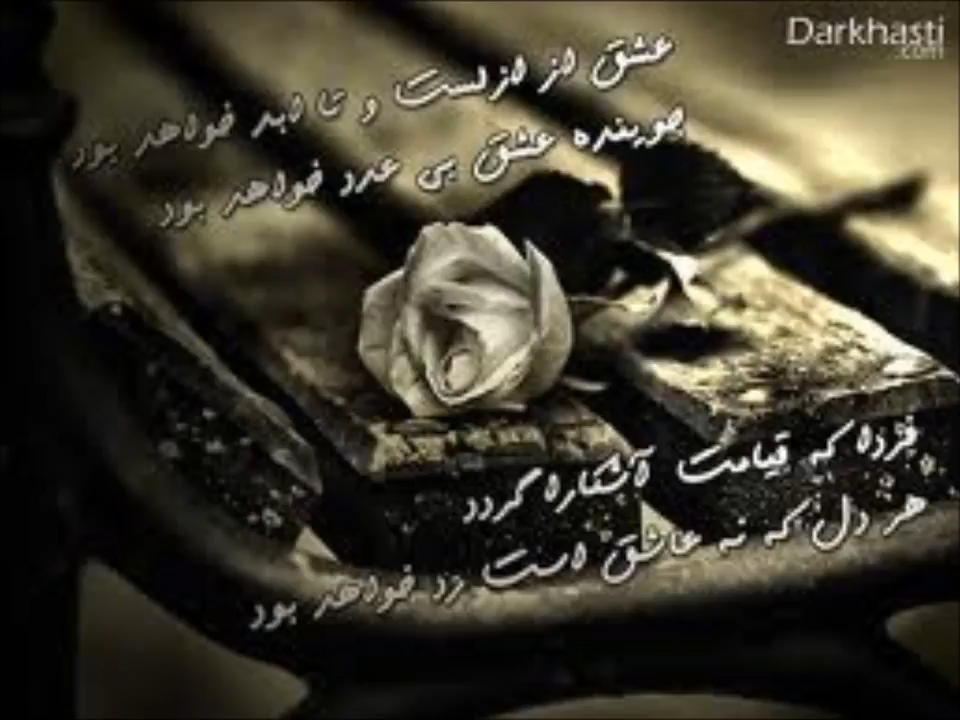 Darkhasti
.com
عشق از ازلست و تا ابد خواهد بود
جوینده عشق بی عدد خواهد بود
فردا که قیامت آشکارا گردد
هر دل که نه عاشق است رد خواهد بود